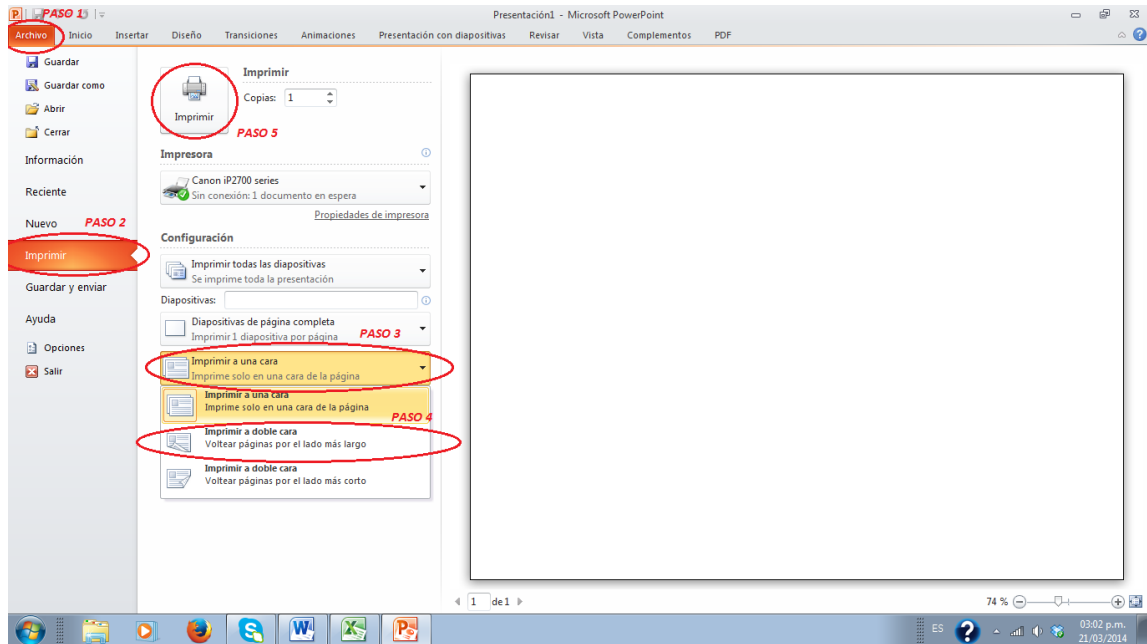 PASO 1
Presentación1 - Microsoft PowerPoint
Archivo Inicio Insertar Diseño Transiciones Animaciones Presentación con diapositivas Revisar Vista Complementos PDF
Guardar
Guardar como
Abrir
Cerrar
Información
Reciente
Nuevo
PASO 2
Imprimir
Guardar y enviar
Ayuda
Opciones
Salir
Imprimir
Copias: 1
Imprimir
PASO 5
Impresora
Canon iP2700 series
Sin conexión: 1 documento en espera
Propiedades de impresora
Configuración
Imprimir todas las diapositivas
Se imprime toda la presentación
Diapositivas:
Diapositivas de página completa
Imprimir 1 diapositiva por página
PASO 3
Imprimir a una cara
Imprime solo en una cara de la página
Imprimir a una cara
Imprime solo en una cara de la página
PASO 4
Imprimir a doble cara
Voltear páginas por el lado más largo
Imprimir a doble cara
Voltear páginas por el lado más corto
1 de 1
74 %
ES
03:02 p.m.
21/03/2014